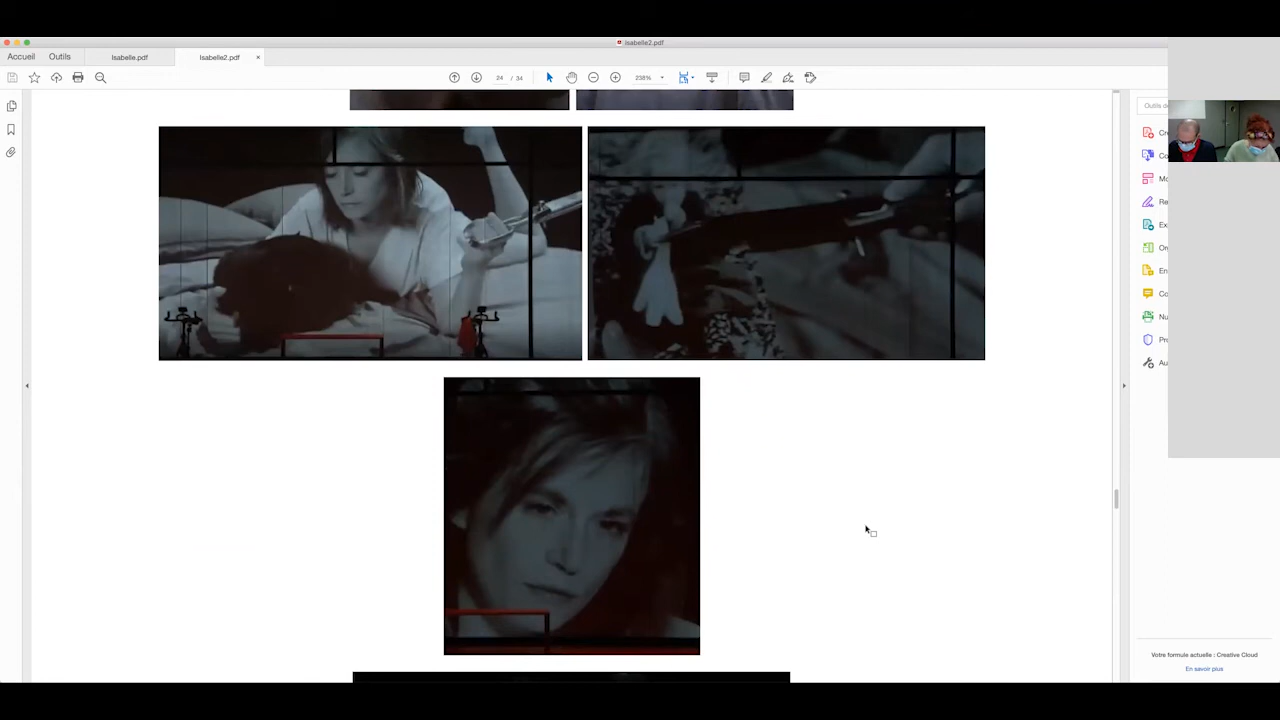 Isabelle2.pdf
Accueil
Outils
Isabelle.pdf
Isabelle2.pdf
×
24 / 34
238%
Outils
Votre formule actuelle : Creative Cloud
En savoir plus